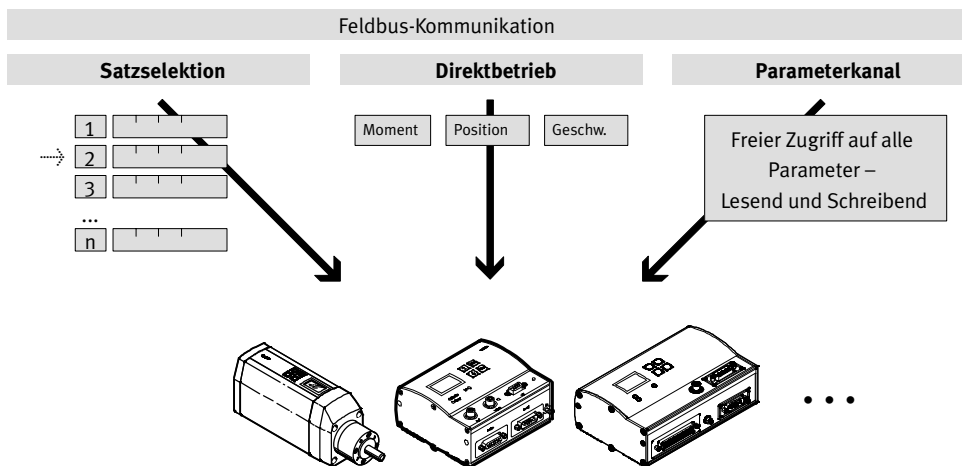 Feldbus-Kommunikation
Satzselektion
Direktbetrieb
Parameterkanal
1
2
3
...
n
Moment
Position
Geschw.
Freier Zugriff auf alle
Parameter –
Lesend und Schreibend
...